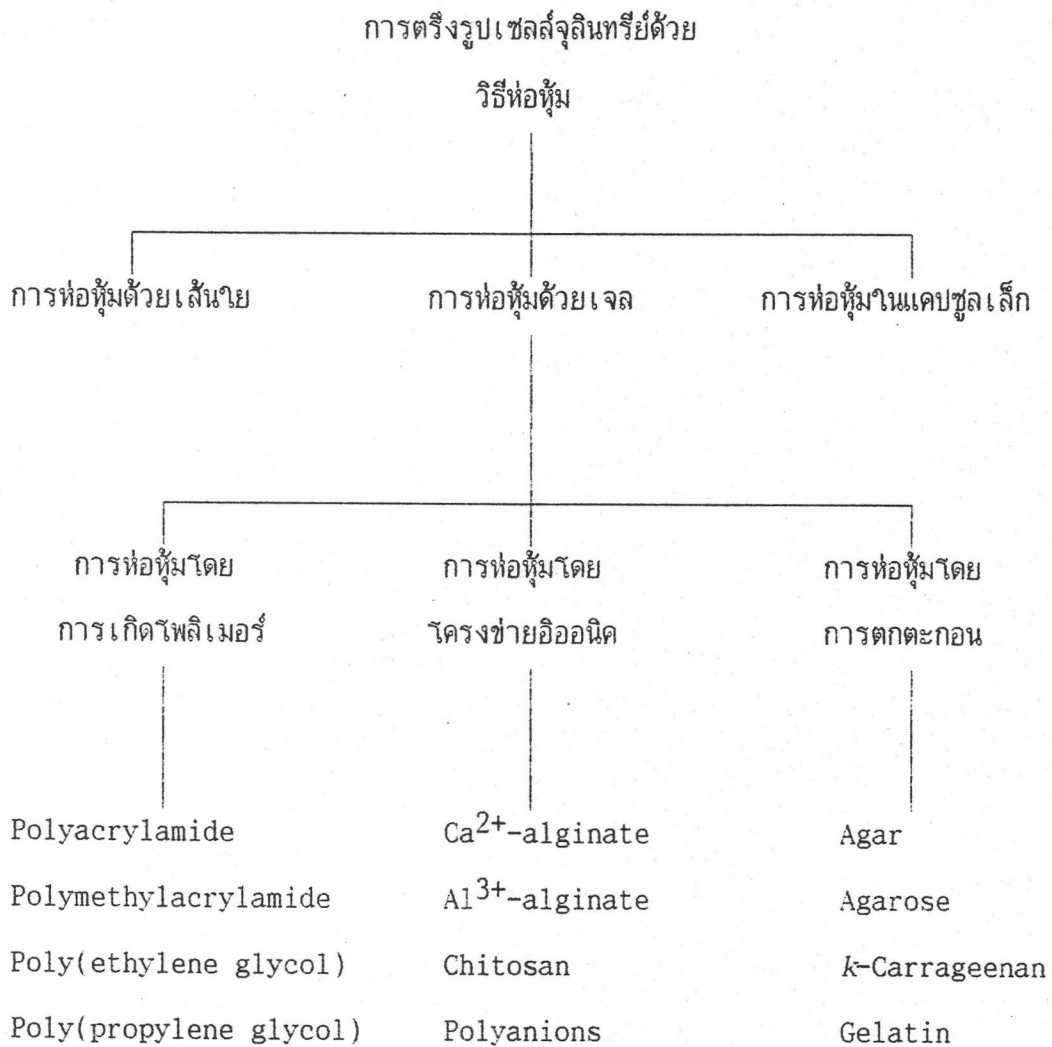 การตรึงรูปเซลล์จุลินทรีย์ด้วย
วิธีห่อหุ้ม
การห่อหุ้มด้วยเส้นใย
การห่อหุ้มด้วยเจล
การห่อหุ้มในแคปซูลเล็ก
การห่อหุ้มโดย
การเกิดโพลิเมอร์
การห่อหุ้มโดย
โครงข่ายอิออนิค
การห่อหุ้มโดย
การตกตะกอน
Polyacrylamide
Polymethylacrylamide
Poly(ethylene glycol)
Poly(propylene glycol)
Ca²⁺-alginate
Al³⁺-alginate
Chitosan
Polyanions
Agar
Agarose
k-Carrageenan
Gelatin